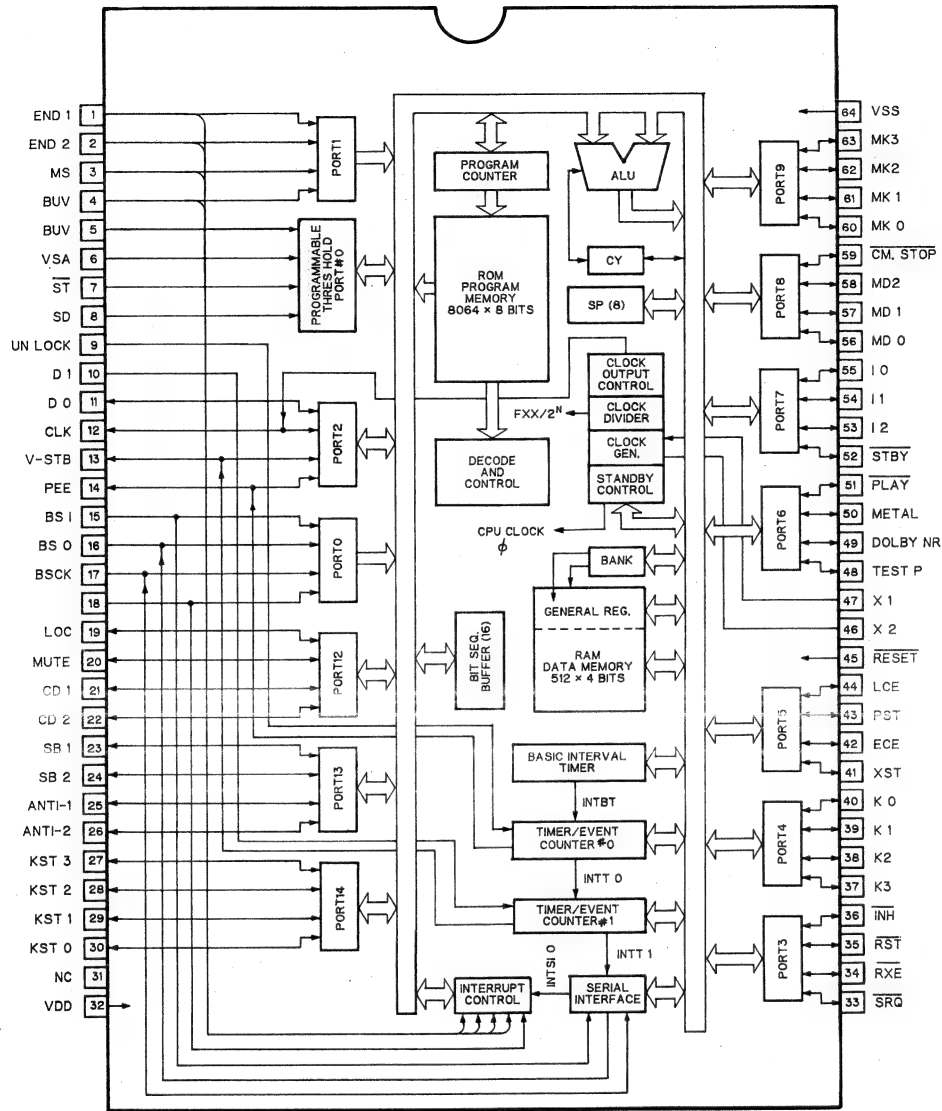 END 1 1
END 2 2
MS 3
BUV 4
BUV 5
VSA 6
ST 7
SD 8
UN LOCK 9
D 1 10
D 0 11
CLK 12
V-STB 13
PEE 14
BS 1 15
BS 0 16
BSCK 17
18
LOC 19
MUTE 20
CD 1 21
CD 2 22
SB 1 23
SB 2 24
ANTI-1 25
ANTI-2 26
KST 3 27
KST 2 28
KST 1 29
KST 0 30
NC 31
VDD 32
PORT1
PROGRAMMABLE
THRES HOLD
PORT#0
PORT2
PORT0
PORT12
PORT13
PORT14
PROGRAM
COUNTER
ROM
PROGRAM
MEMORY
8064 × 8 BITS
DECODE
AND
CONTROL
BIT SEQ.
BUFFER (16)
ALU
CY
SP (8)
CLOCK
OUTPUT
CONTROL
CLOCK
DIVIDER
CLOCK
GEN.
STANDBY
CONTROL
FXX/2ᴺ
CPU CLOCK
ϕ
BANK
GENERAL REG.
RAM
DATA MEMORY
512 × 4 BITS
BASIC INTERVAL
TIMER
INTBT
TIMER/EVENT
COUNTER#0
INTT 0
TIMER/EVENT
COUNTER#1
INTT 1
INTSI 0
INTERRUPT
CONTROL
SERIAL
INTERFACE
PORT9
PORT8
PORT7
PORT6
PORT5
PORT4
PORT3
64 VSS
63 MK3
62 MK2
61 MK 1
60 MK 0
59 CM. STOP
58 MD2
57 MD 1
56 MD 0
55 I 0
54 I 1
53 I 2
52 STBY
51 PLAY
50 METAL
49 DOLBY NR
48 TEST P
47 X 1
46 X 2
45 RESET
44 LCE
43 PST
42 ECE
41 XST
40 K 0
39 K 1
38 K2
37 K3
36 INH
35 RST
34 RXE
33 SRQ